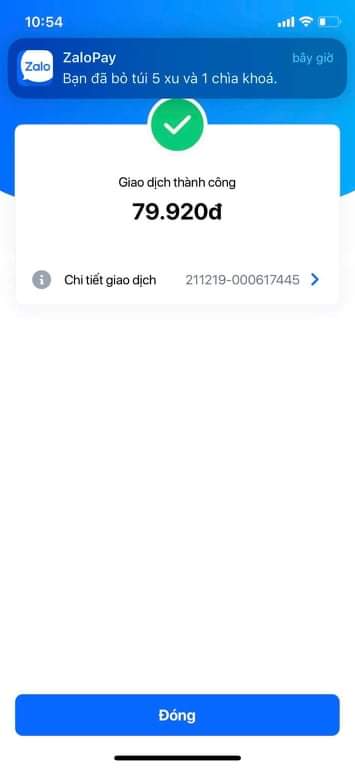 10:54
Zalo
ZaloPay
bây giờ
Bạn đã bỏ túi 5 xu và 1 chìa khoá.
Giao dịch thành công
79.920đ
Chi tiết giao dịch 211219-000617445
Đóng